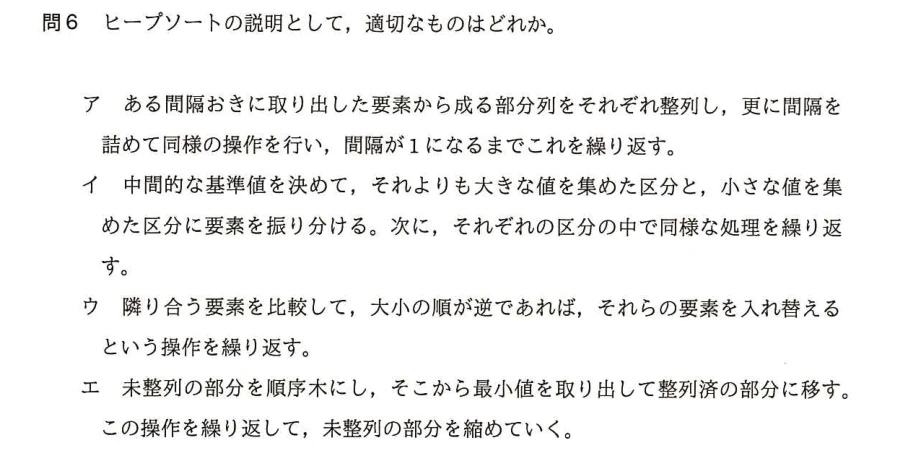 問6 ヒープソートの説明として，適切なものはどれか。
ア ある間隔おきに取り出した要素から成る部分列をそれぞれ整列し，更に間隔を
詰めて同様の操作を行い，間隔が1になるまでこれを繰り返す。
イ 中間的な基準値を決めて，それよりも大きな値を集めた区分と，小さな値を集
めた区分に要素を振り分ける。次に，それぞれの区分の中で同様な処理を繰り返
す。
ウ 隣り合う要素を比較して，大小の順が逆であれば，それらの要素を入れ替える
という操作を繰り返す。
エ 未整列の部分を順序木にし，そこから最小値を取り出して整列済の部分に移す。
この操作を繰り返して，未整列の部分を縮めていく。